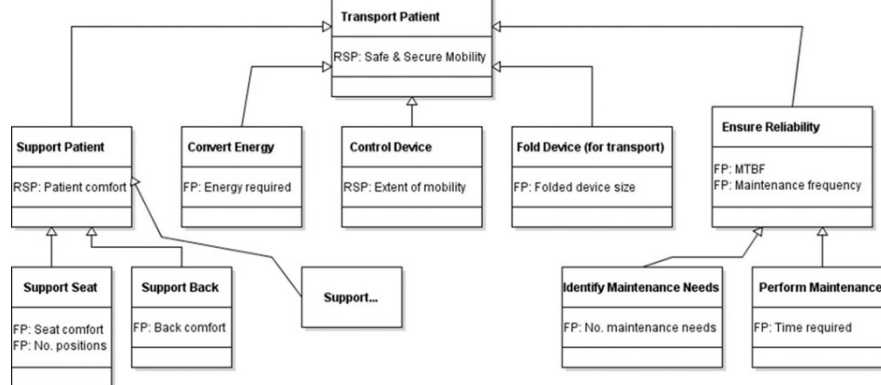 Transport Patient
RSP: Safe & Secure Mobility
Support Patient
RSP: Patient comfort
Convert Energy
FP: Energy required
Control Device
RSP: Extent of mobility
Fold Device (for transport)
FP: Folded device size
Ensure Reliability
FP: MTBF
FP: Maintenance frequency
Support Seat
FP: Seat comfort
FP: No. positions
Support Back
FP: Back comfort
Support...
Identify Maintenance Needs
FP: No. maintenance needs
Perform Maintenance
FP: Time required